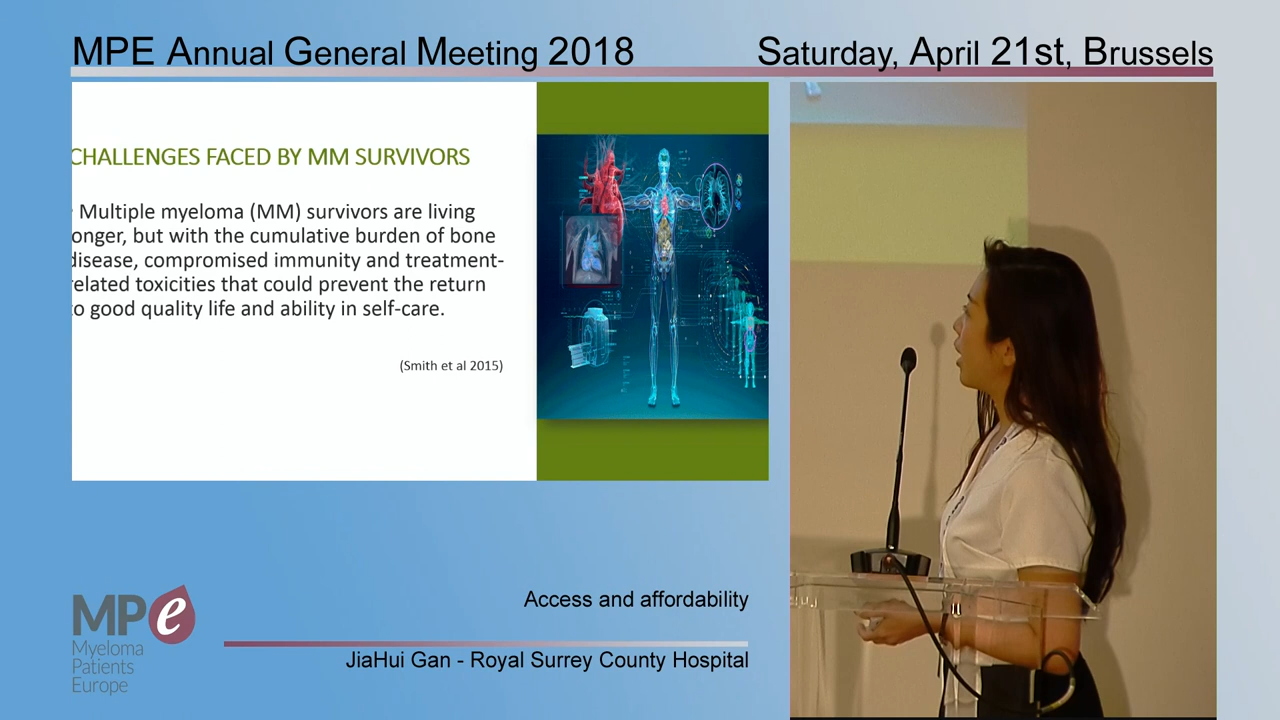 MPE Annual General Meeting 2018
Saturday, April 21st, Brussels
CHALLENGES FACED BY MM SURVIVORS
Multiple myeloma (MM) survivors are living
onger, but with the cumulative burden of bone
disease, compromised immunity and treatment-
related toxicities that could prevent the return
to good quality life and ability in self-care.
(Smith et al 2015)
Access and affordability
JiaHui Gan - Royal Surrey County Hospital
MPe
Myeloma
Patients
Europe